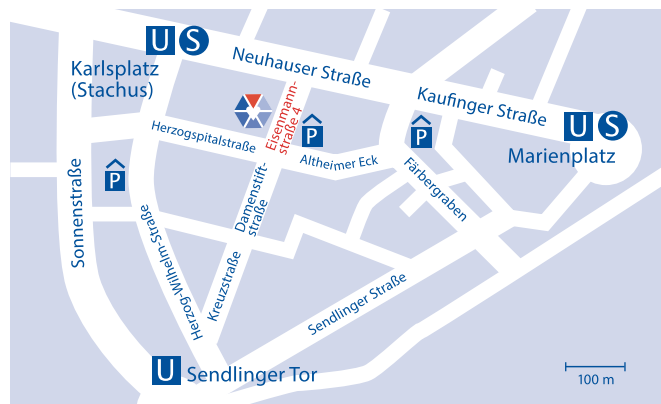 U S
Neuhauser Straße
Karlsplatz
(Stachus)
Kaufinger Straße
U S
Marienplatz
Eisenmann-
straße 4
P
P
Herzogspitalstraße
Altheimer Eck
P
Färbergraben
Sonnenstraße
Damenstift-
straße
Herzog-Wilhelm-Straße
Kreuzstraße
Sendlinger Straße
U Sendlinger Tor
100 m